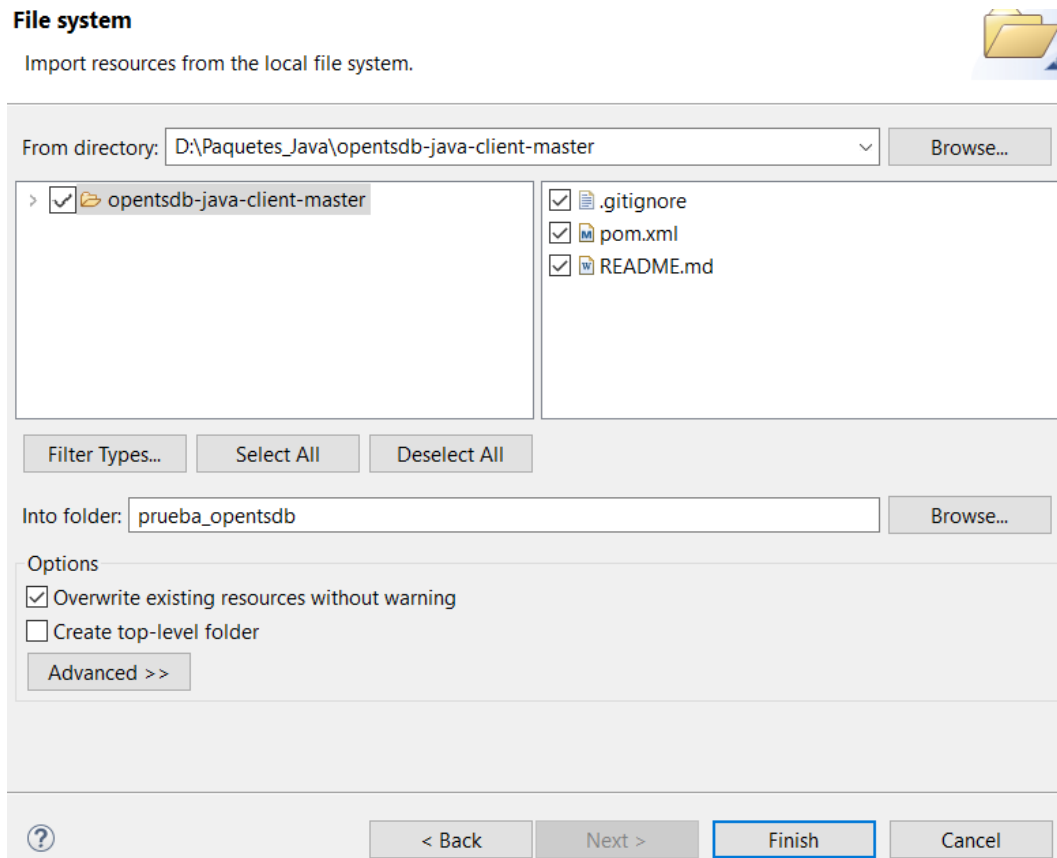 File system
Import resources from the local file system.
From directory: D:\Paquetes_Java\opentsdb-java-client-master Browse...
opentsdb-java-client-master
.gitignore
pom.xml
README.md
Filter Types... Select All Deselect All
Into folder: prueba_opentsdb Browse...
Options
Overwrite existing resources without warning
Create top-level folder
Advanced >>
? < Back Next > Finish Cancel